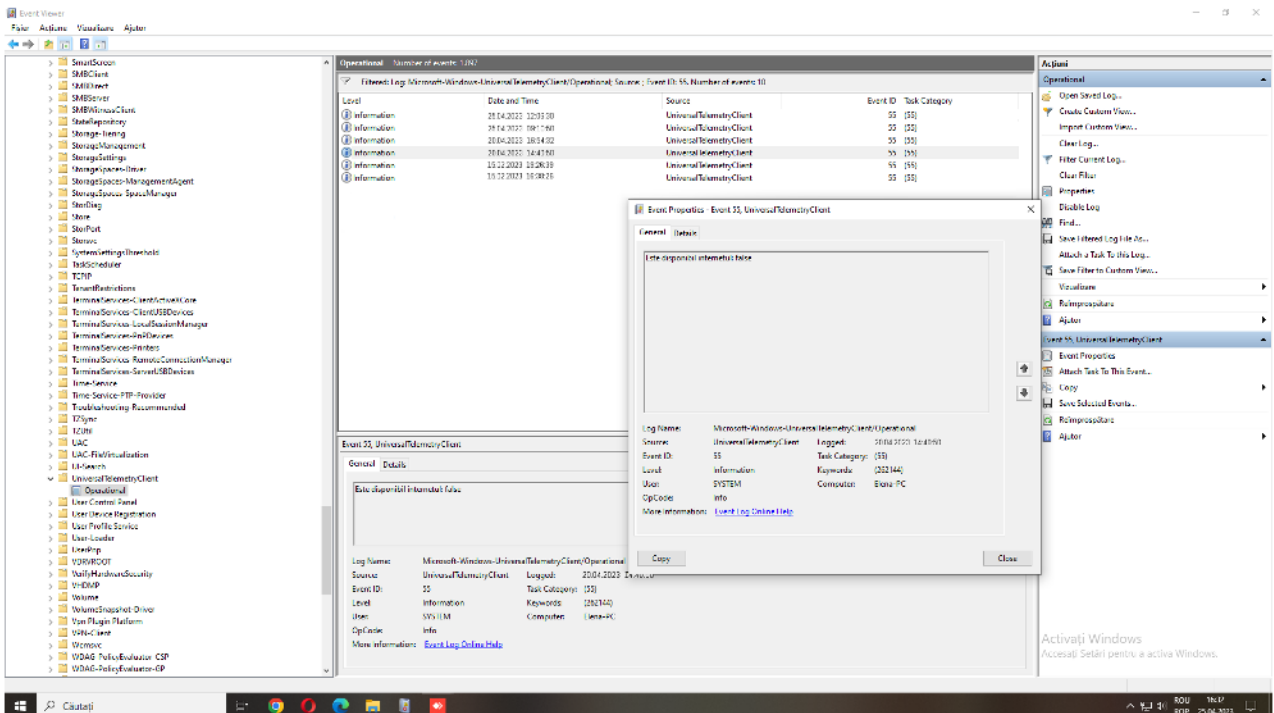 Event Viewer
Fișier Acțiune Vizualizare Ajutor
SmartScreen
SMBClient
SMBDirect
SMBServer
SMBWitnessClient
StateRepository
Storage-Tiering
StorageManagement
StorageSettings
StorageSpaces-Driver
StorageSpaces-ManagementAgent
StorageSpaces-SpaceManager
StorDiag
Store
StorPort
Storsvc
SystemSettingsThreshold
TaskScheduler
TCPIP
TenantRestrictions
TerminalServices-ClientActiveXCore
TerminalServices-ClientUSBDevices
TerminalServices-LocalSessionManager
TerminalServices-PnPDevices
TerminalServices-Printers
TerminalServices-RemoteConnectionManager
TerminalServices-ServerUSBDevices
Time-Service
Time-Service-PTP-Provider
Troubleshooting-Recommended
TZSync
TZUtil
UAC
UAC-FileVirtualization
UI-Search
UniversalTelemetryClient
Operational
User Control Panel
User Device Registration
User Profile Service
User-Loader
UserPnp
VDRVROOT
VerifyHardwareSecurity
VHDMP
Volume
VolumeSnapshot-Driver
Vpn Plugin Platform
VPN-Client
Wcmsvc
WDAG-PolicyEvaluator-CSP
WDAG-PolicyEvaluator-GP
Operational Number of events: 1.092
Filtered: Log: Microsoft-Windows-UniversalTelemetryClient/Operational; Source: ; Event ID: 55. Number of events: 10
Level Date and Time Source Event ID Task Category
Information UniversalTelemetryClient 55 (55)
Information UniversalTelemetryClient 55 (55)
Information UniversalTelemetryClient 55 (55)
Information UniversalTelemetryClient 55 (55)
Information UniversalTelemetryClient 55 (55)
Information UniversalTelemetryClient 55 (55)
Event 55, UniversalTelemetryClient
General Details
Este disponibil internetul: false
Log Name: Microsoft-Windows-UniversalTelemetryClient/Operational
Source: UniversalTelemetryClient Logged: 20.04.2023
Event ID: 55 Task Category: (55)
Level: Information Keywords: (262144)
User: SYSTEM Computer: Elena-PC
OpCode: Info
More Information: Event Log Online Help
Event Properties - Event 55, UniversalTelemetryClient
General Details
Este disponibil internetul: false
Log Name: Microsoft-Windows-UniversalTelemetryClient/Operational
Source: UniversalTelemetryClient Logged: 20.04.2023
Event ID: 55 Task Category: (55)
Level: Information Keywords: (262144)
User: SYSTEM Computer: Elena-PC
OpCode: Info
More Information: Event Log Online Help
Copy Close
Acțiuni
Operational
Open Saved Log...
Create Custom View...
Import Custom View...
Clear Log...
Filter Current Log...
Clear Filter
Properties
Disable Log
Find...
Save Filtered Log File As...
Attach a Task To this Log...
Save Filter to Custom View...
Vizualizare
Reîmprospătare
Ajutor
Event 55, UniversalTelemetryClient
Event Properties
Attach Task To This Event...
Copy
Save Selected Events...
Reîmprospătare
Ajutor
Activați Windows
Accesați Setări pentru a activa Windows.
Căutați
ROU 16:37
ROP 25.04.2023